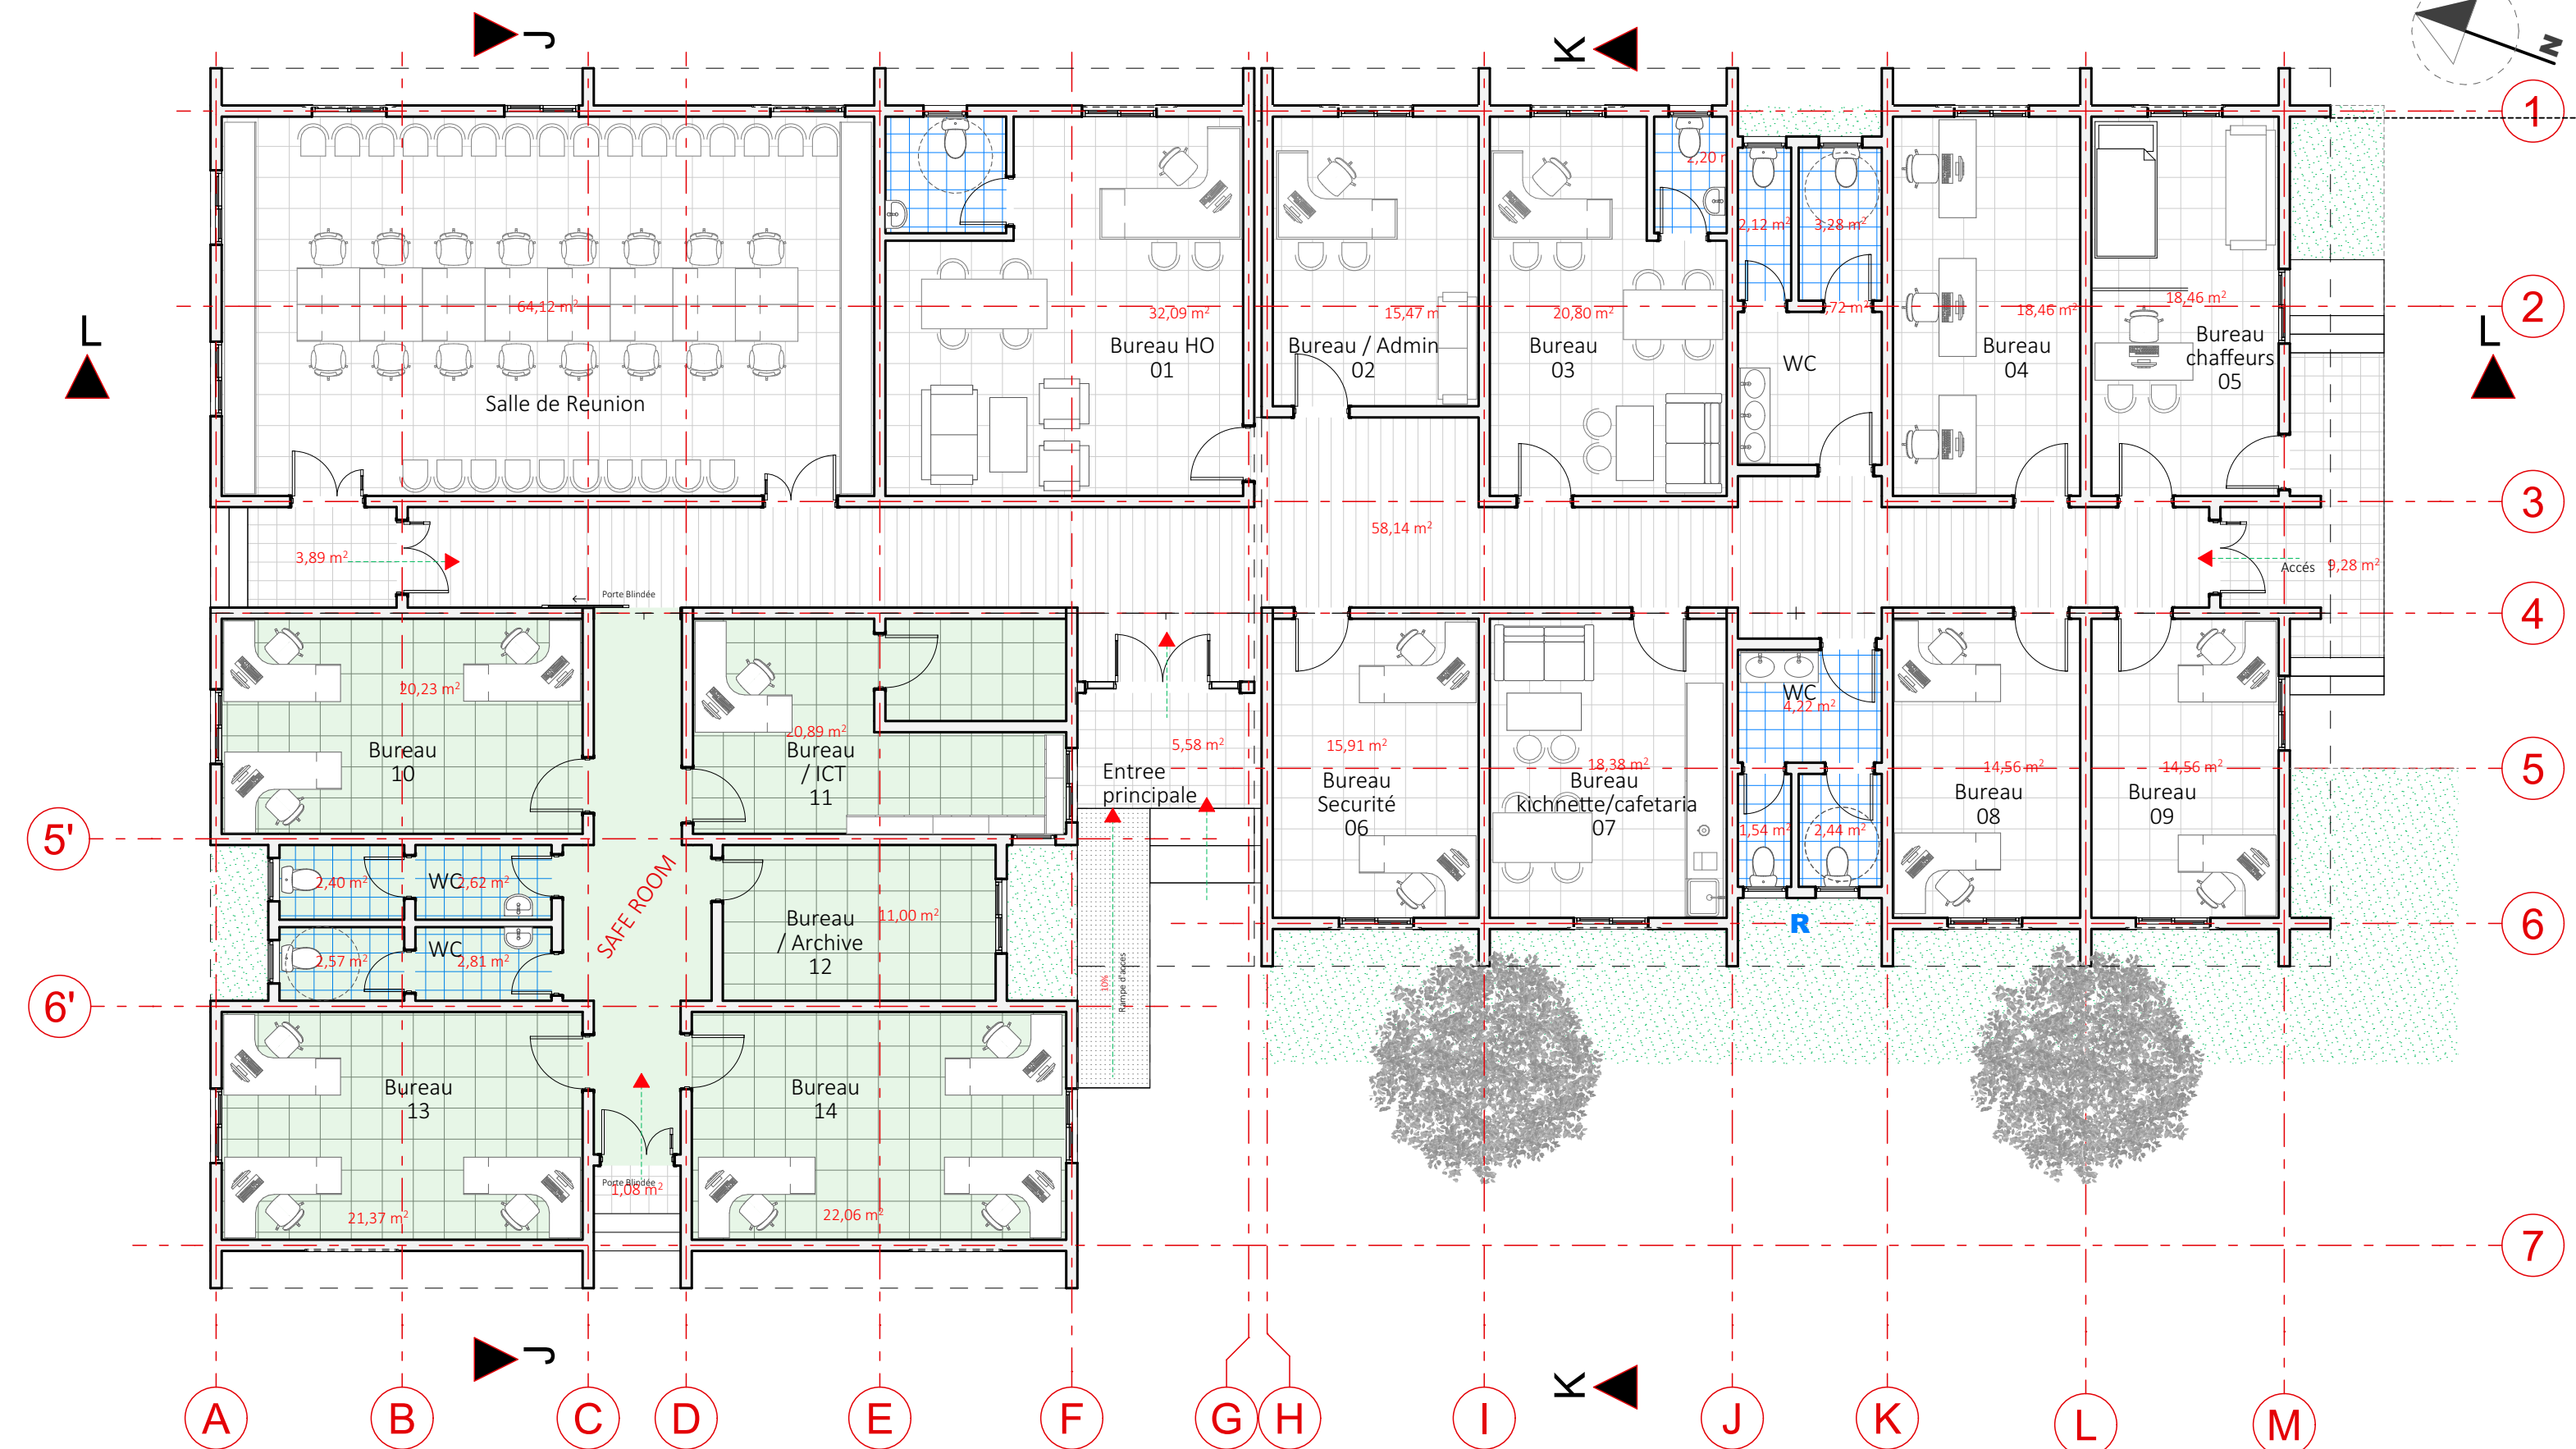 J
K
N
1
2,20
2,12 m²
3,28 m²
2
64,12 m²
32,09 m²
15,47 m
20,80 m²
,72 m²
18,46 m²
18,46 m²
L
L
Bureau HO
01
Bureau / Admin
02
Bureau
03
WC
Bureau
04
Bureau
chaffeurs
05
Salle de Reunion
3
3,89 m²
58,14 m²
Accés
9,28 m²
Porte Blindée
4
20,23 m²
Bureau
10
20,89 m²
Bureau
/ ICT
11
5,58 m²
Entree
principale
15,91 m²
Bureau
Securité
06
18,38 m²
Bureau
kichnette/cafetaria
07
WC
4,22 m²
1,54 m²
2,44 m²
14,56 m²
Bureau
08
14,56 m²
Bureau
09
5
5'
2,40 m²
WC
2,62 m²
2,57 m²
WC
2,81 m²
SAFE ROOM
Bureau
/ Archive
12
11,00 m²
10%
Rampe d'accès
R
6
6'
Bureau
13
21,37 m²
Bureau
14
22,06 m²
Porte Blindée
1,08 m²
7
J
K
A
B
C
D
E
F
G
H
I
J
K
L
M